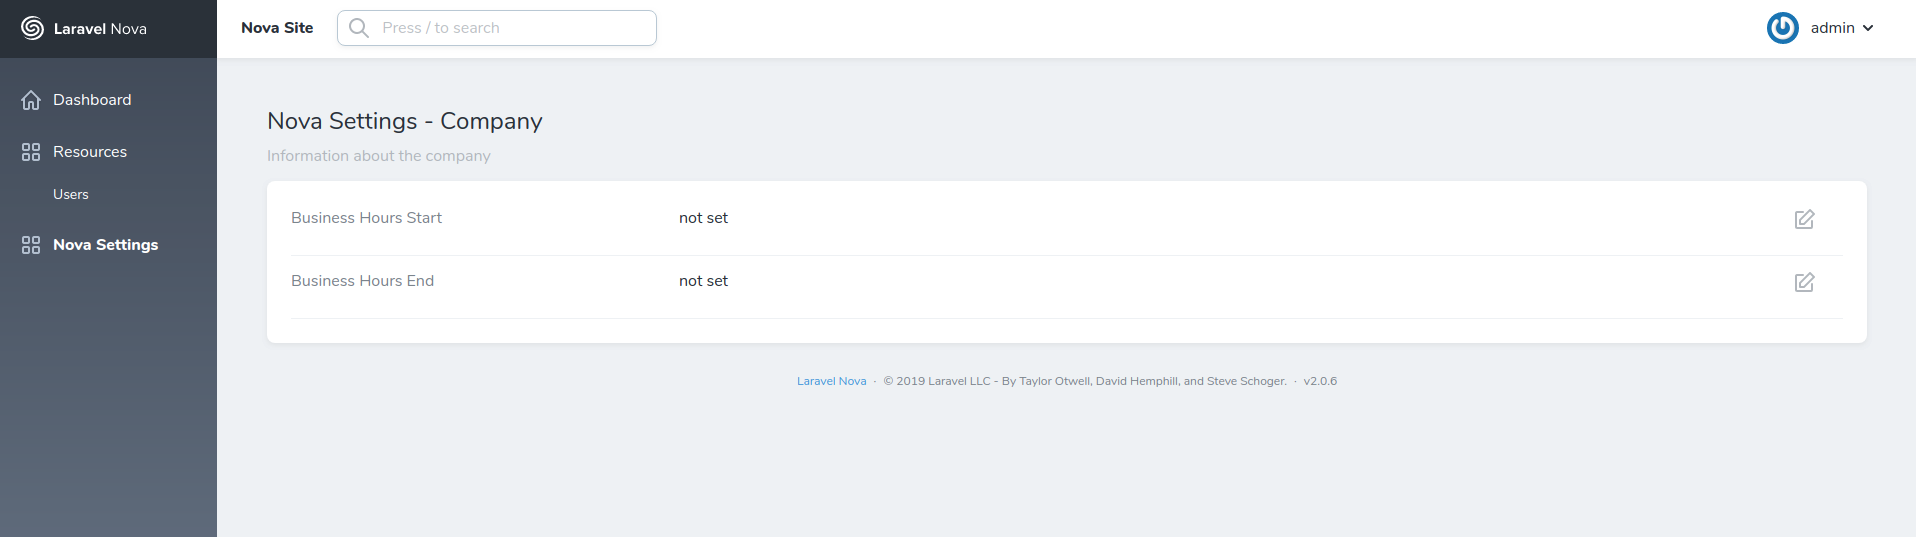 Laravel Nova
Nova Site
Press / to search
admin
Dashboard
Resources
Users
Nova Settings
Nova Settings - Company
Information about the company
Business Hours Start
not set
Business Hours End
not set
Laravel Nova · © 2019 Laravel LLC - By Taylor Otwell, David Hemphill, and Steve Schoger. · v2.0.6